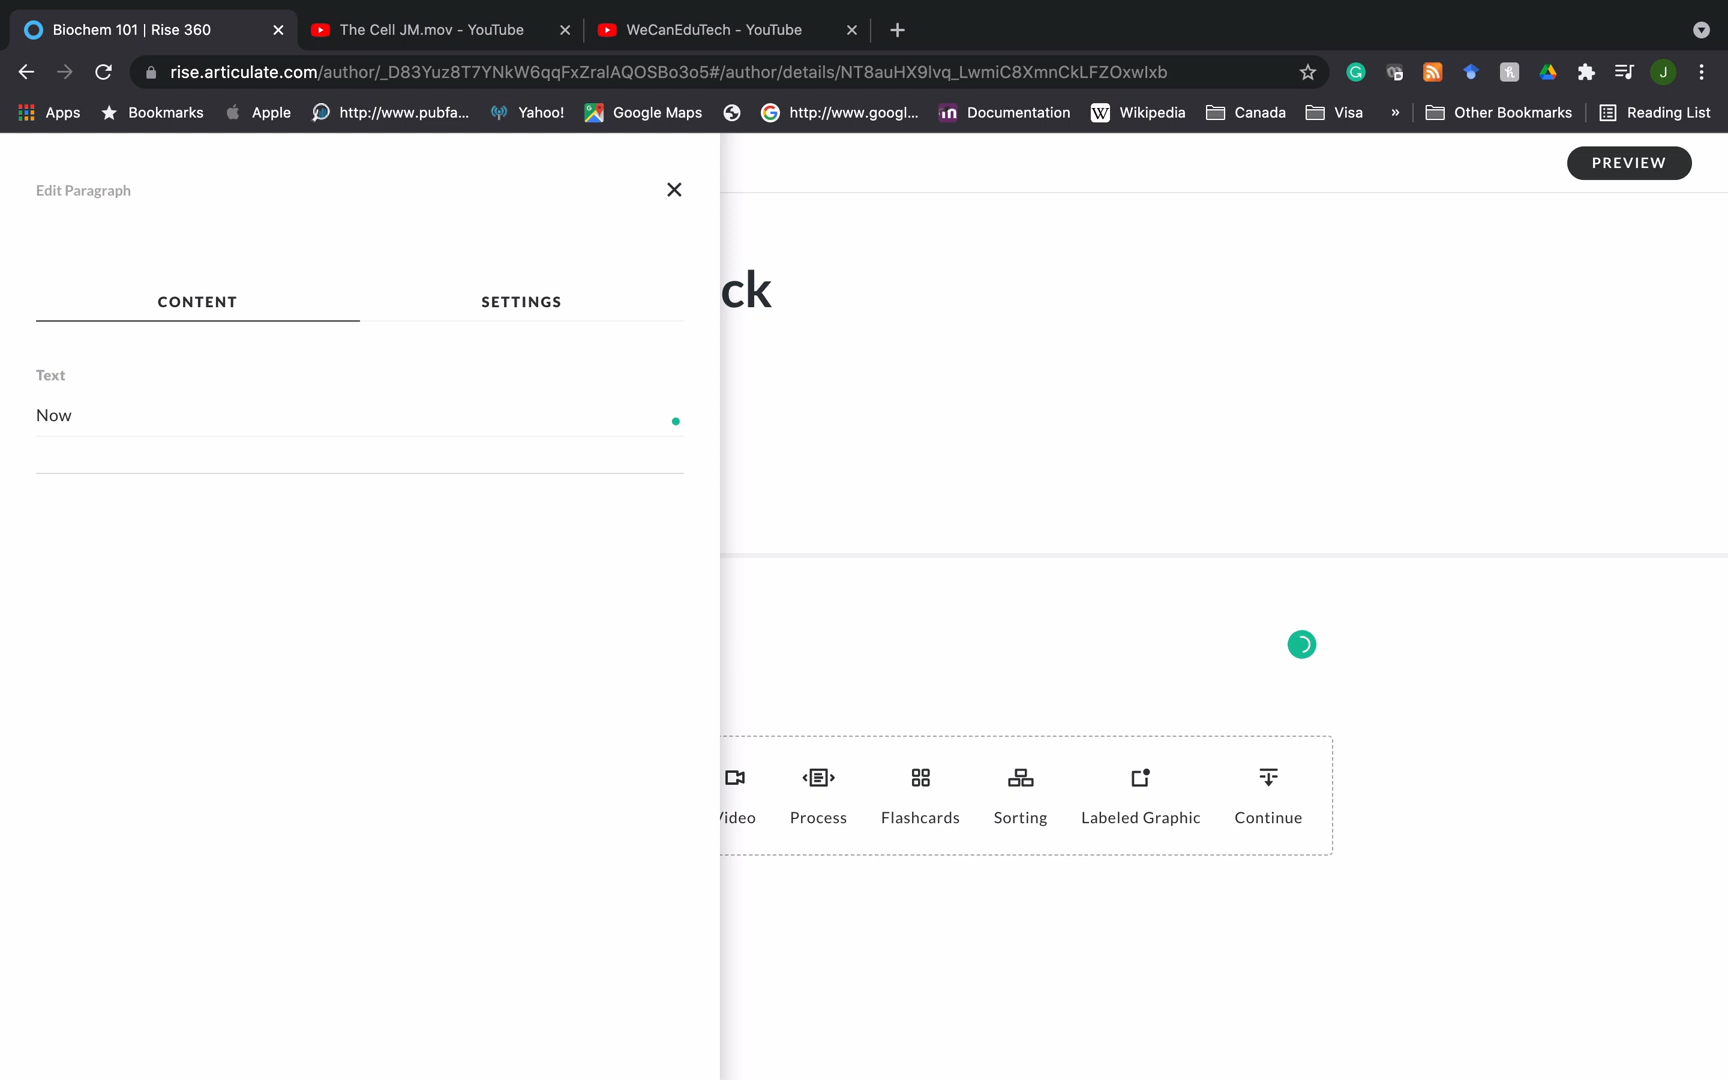 Biochem 101 | Rise 360
The Cell JM.mov - YouTube
WeCanEduTech - YouTube
rise.articulate.com/author/_D83Yuz8T7YNkW6qqFxZralAQOSBo3o5#/author/details/NT8auHX9lvq_LwmiC8XmnCkLFZOxwIxb
J
Apps
Bookmarks
Apple
http://www.pubfa...
Yahoo!
Google Maps
http://www.googl...
Documentation
Wikipedia
Canada
Visa
»
Other Bookmarks
Reading List
Edit Paragraph
PREVIEW
ck
CONTENT
SETTINGS
Text
Now
Video
Process
Flashcards
Sorting
Labeled Graphic
Continue